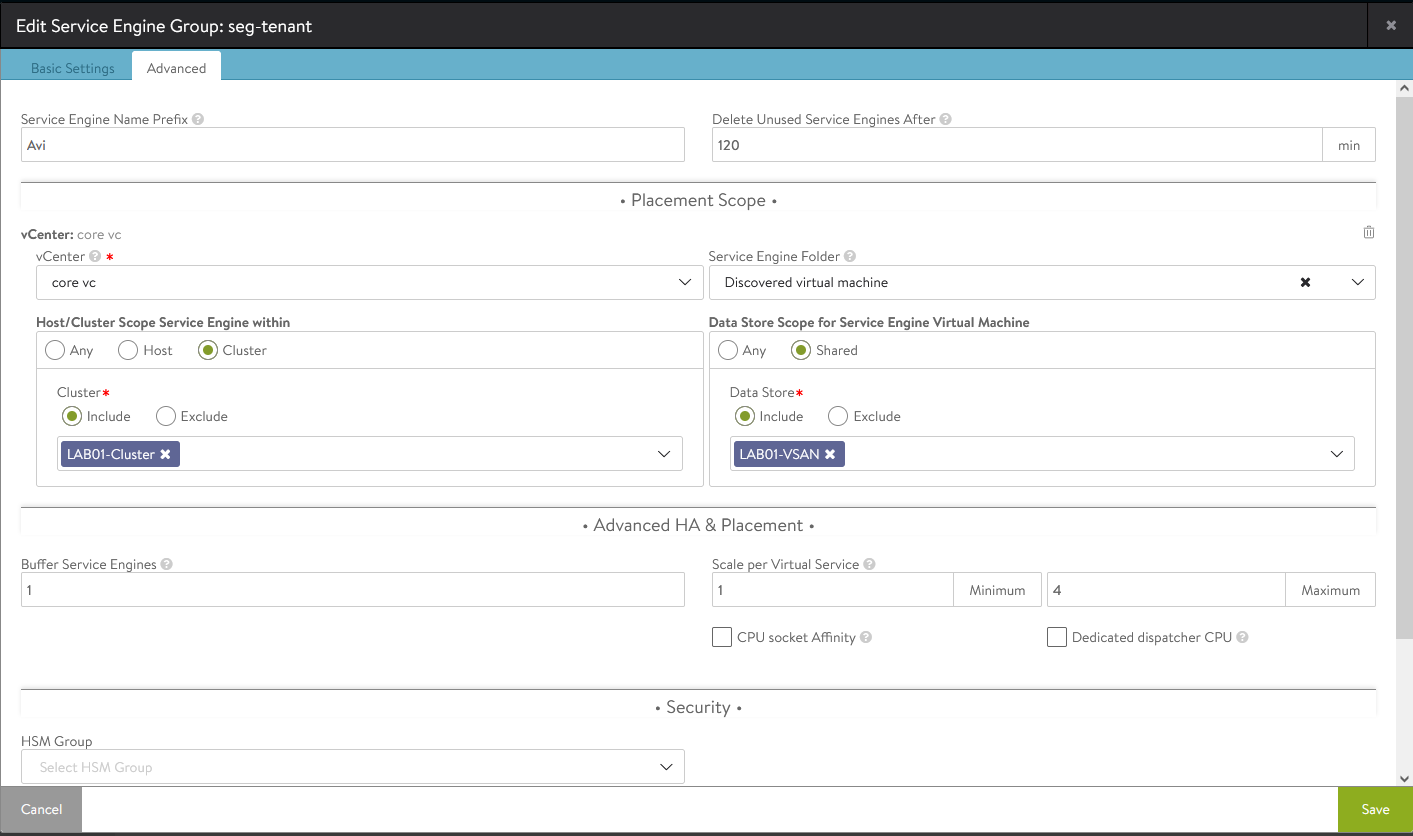 Edit Service Engine Group: seg-tenant
Basic Settings Advanced
Service Engine Name Prefix Delete Unused Service Engines After
Avi 120 min
• Placement Scope •
vCenter: core vc
vCenter * Service Engine Folder
core vc Discovered virtual machine
Host/Cluster Scope Service Engine within Data Store Scope for Service Engine Virtual Machine
Any Host Cluster Any Shared
Cluster* Data Store*
Include Exclude Include Exclude
LAB01-Cluster LAB01-VSAN
• Advanced HA & Placement •
Buffer Service Engines Scale per Virtual Service
1 1 Minimum 4 Maximum
CPU socket Affinity Dedicated dispatcher CPU
• Security •
HSM Group
Select HSM Group
Cancel Save